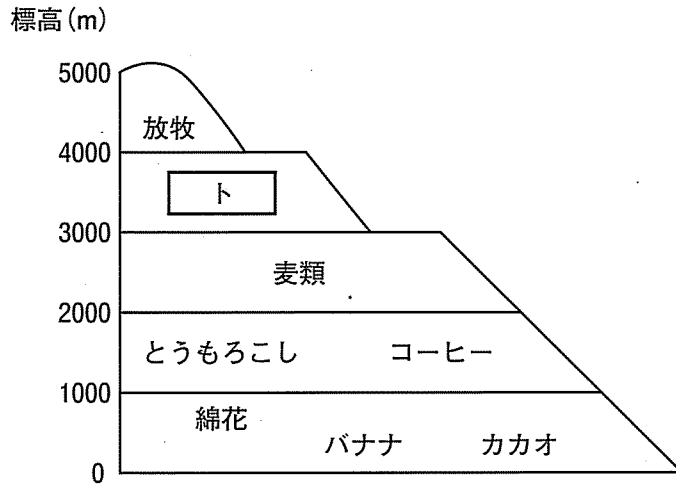 標高(m)
5000
放牧
4000
ト
3000
麦類
2000
とうもろこし コーヒー
1000
綿花
バナナ カカオ
0